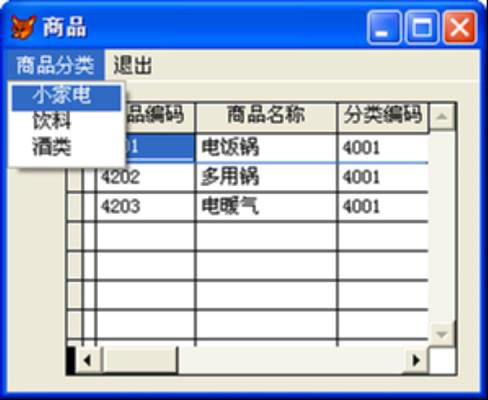 商品
商品分类 退出
小家电
饮料
酒类
品编码 商品名称 分类编码
01 电饭锅 4001
4202 多用锅 4001
4203 电暖气 4001